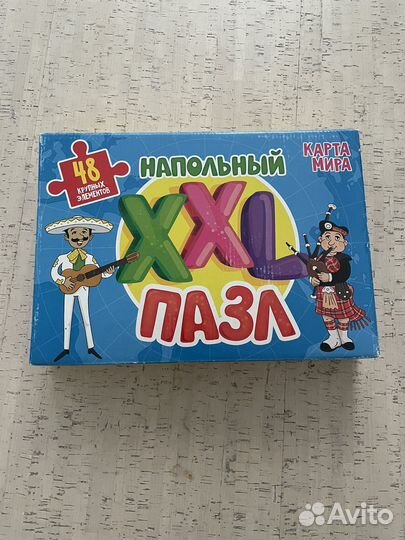 48
КРУПНЫХ
ЭЛЕМЕНТОВ
НАПОЛЬНЫЙ
КАРТА
МИРА
XXL
ПАЗЛ
Avito